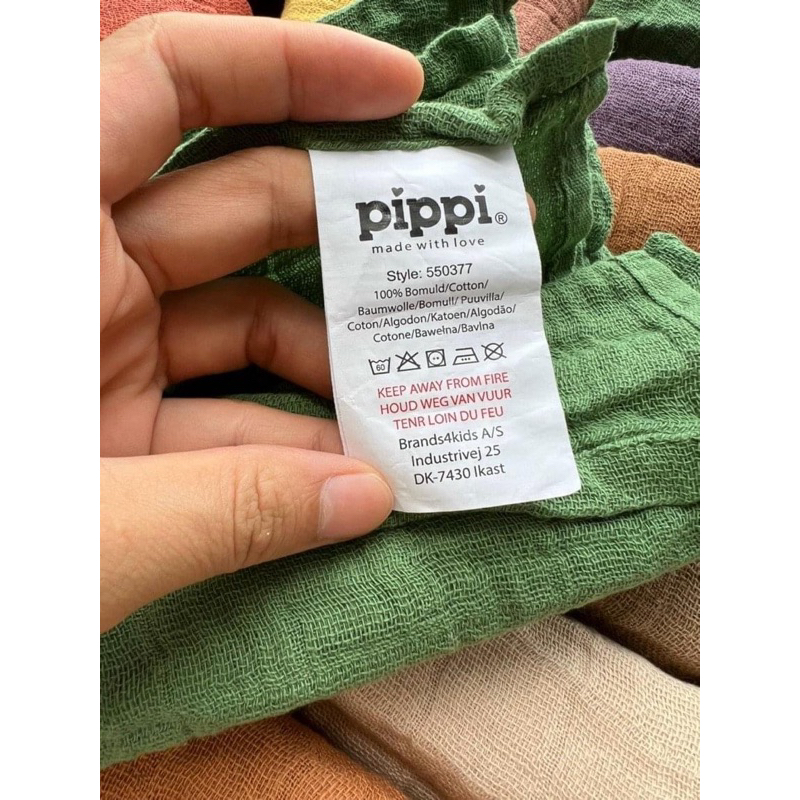 pippi®
made with love
Style: 550377
100% Bomuld/Cotton/
Baumwolle/Bomull/ Puuvilla/
Coton/Algodon/Katoen/Algodão/
Cotone/Bawełna/Bavlna
60
KEEP AWAY FROM FIRE
HOUD WEG VAN VUUR
TENR LOIN DU FEU
Brands4kids A/S
Industrivej 25
DK-7430 Ikast